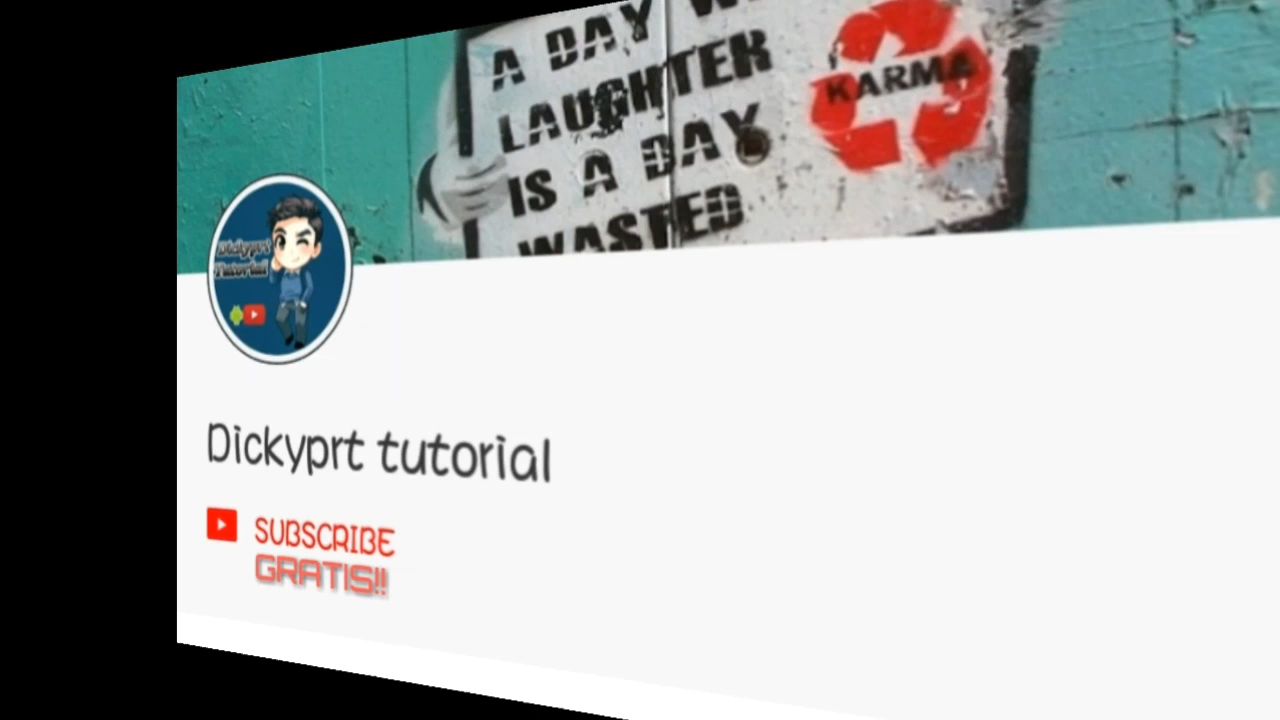 A DAY W
LAUGHTER
IS A DAY
WASTED
KARMA
Dickyprt
Tutorial
Dickyprt tutorial
SUBSCRIBE
GRATIS!!